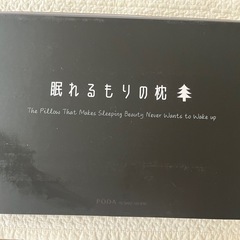 眠れるもりの枕
The Pillow That Makes Sleeping Beauty Never Wants to Wake up